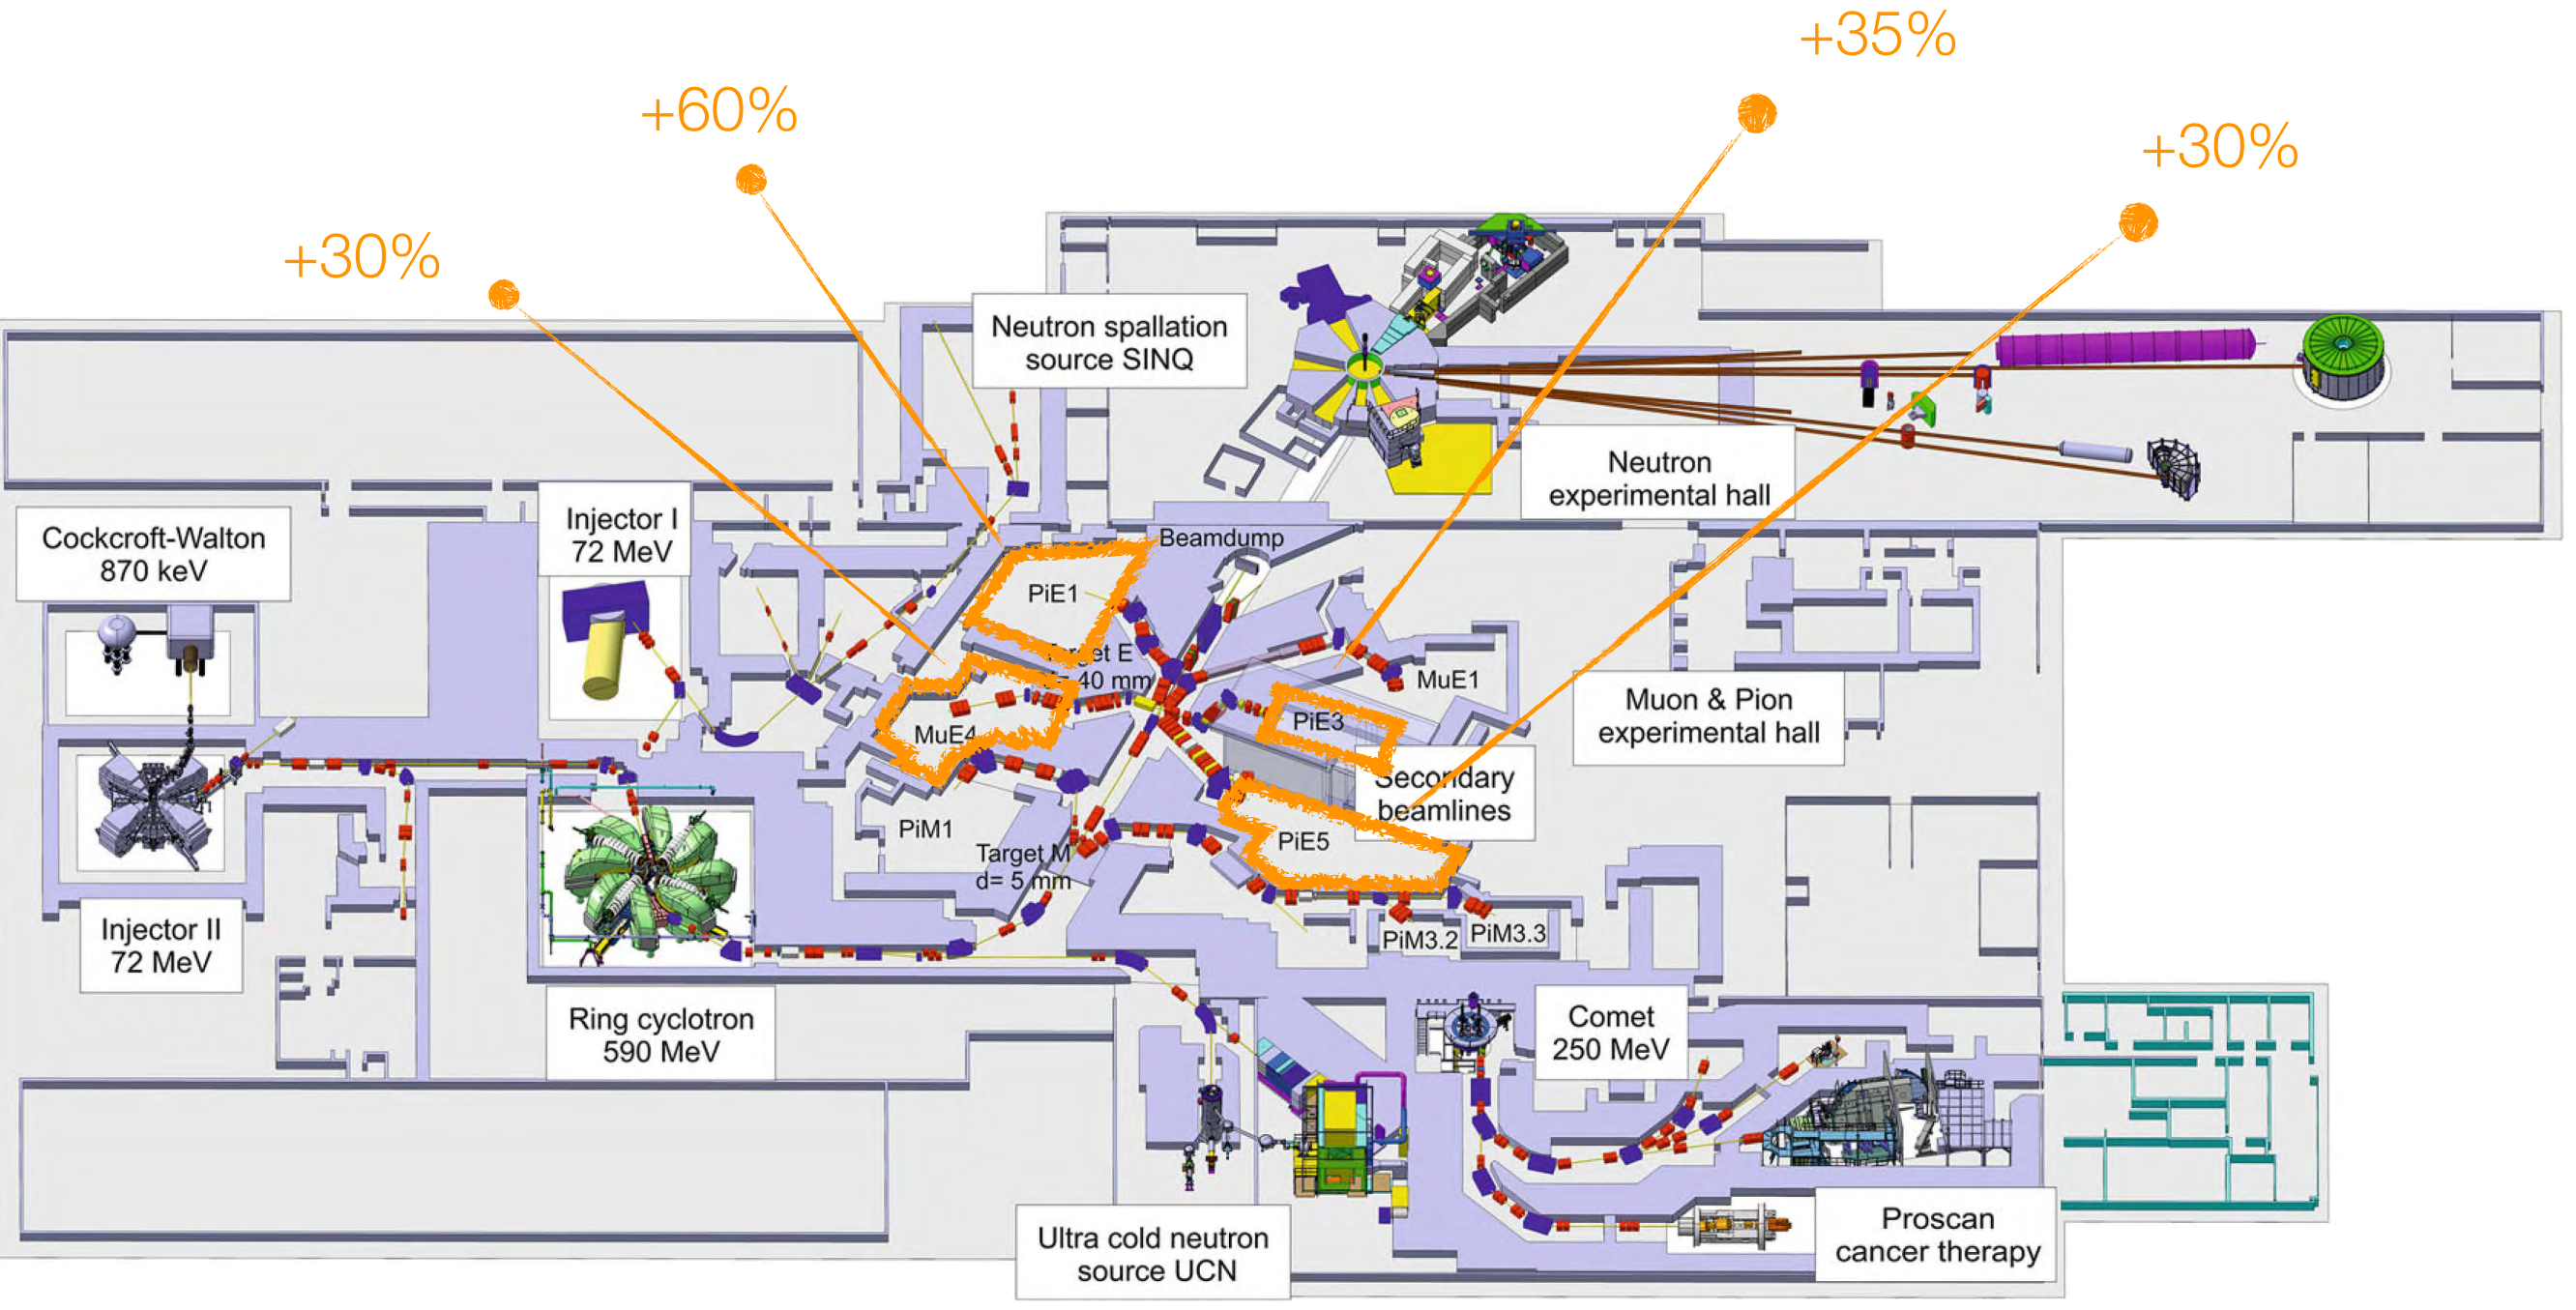 +35%
+60%
+30%
+30%
Neutron spallation
source SINQ
Neutron
experimental hall
Injector I
72 MeV
Cockcroft-Walton
870 keV
Beamdump
PiE1
Target E
40 mm
MuE1
MuE4
PiE3
Muon & Pion
experimental hall
Secondary
beamlines
PiM1
PiE5
Target M
d= 5 mm
Injector II
72 MeV
PiM3.2
PiM3.3
Ring cyclotron
590 MeV
Comet
250 MeV
Ultra cold neutron
source UCN
Proscan
cancer therapy